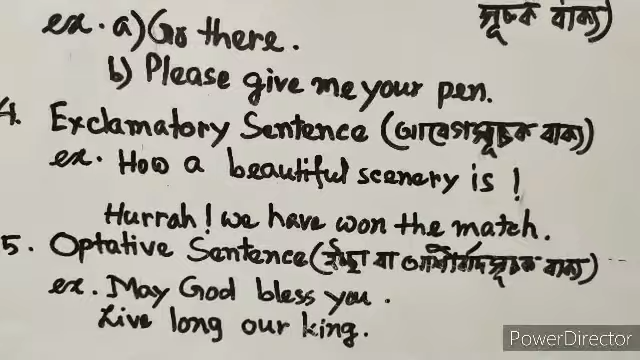 সূচক বাক্য)
ex. a) Go there.
b) Please give me your pen.
4. Exclamatory Sentence (আবেগসূচক বাক্য)
ex. How a beautiful scenery is !
Hurrah! we have won the match.
5. Optative Sentence (ইচ্ছা বা আশীর্বাদসূচক বাক্য)
ex. May God bless you.
Live long our king.
PowerDirector